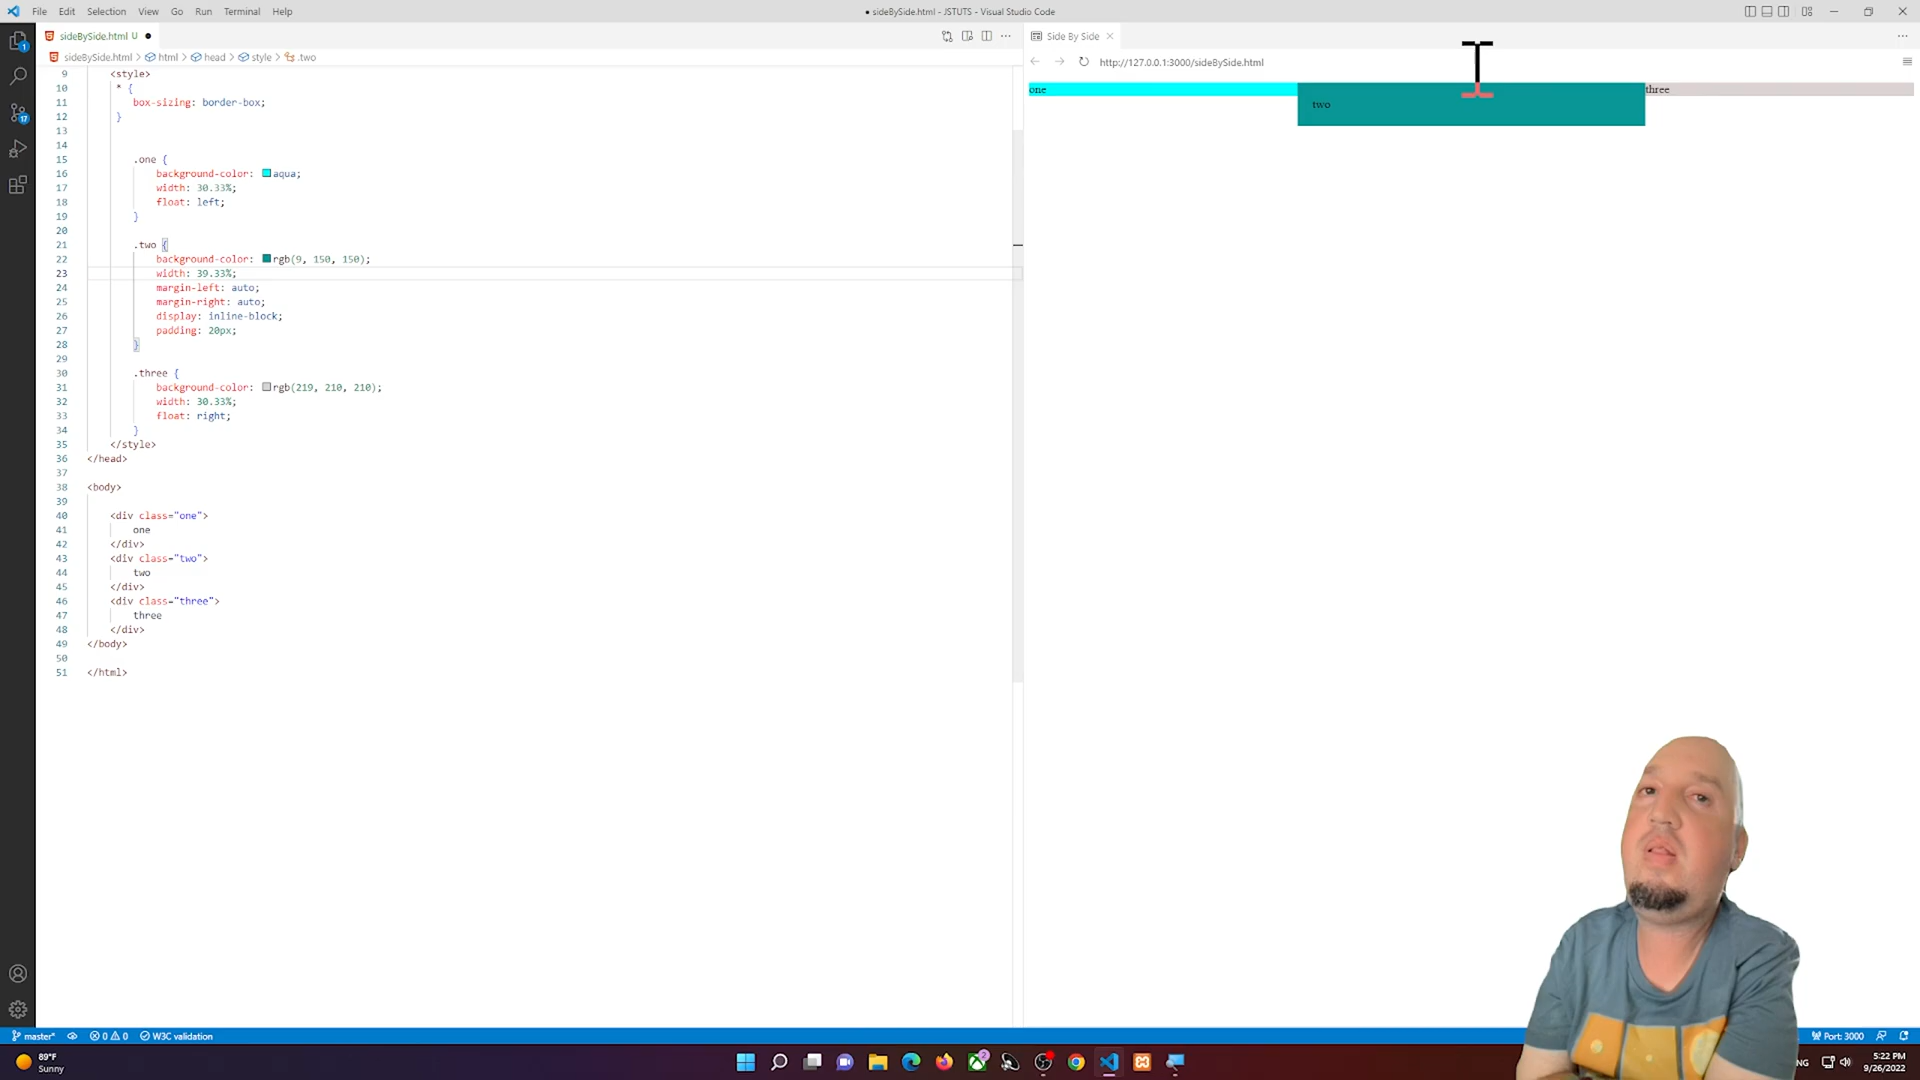 File Edit Selection View Go Run Terminal Help
● sideBySide.html - JSTUTS - Visual Studio Code
sideBySide.html U ●
sideBySide.html > html > head > style > .two
9 <style>
10 * {
11 box-sizing: border-box;
12 }
13
14
15 .one {
16 background-color: aqua;
17 width: 30.33%;
18 float: left;
19 }
20
21 .two {
22 background-color: rgb(9, 150, 150);
23 width: 39.33%;
24 margin-left: auto;
25 margin-right: auto;
26 display: inline-block;
27 padding: 20px;
28 }
29
30 .three {
31 background-color: rgb(219, 210, 210);
32 width: 30.33%;
33 float: right;
34 }
35 </style>
36 </head>
37
38 <body>
39
40 <div class="one">
41 one
42 </div>
43 <div class="two">
44 two
45 </div>
46 <div class="three">
47 three
48 </div>
49 </body>
50
51 </html>
Side By Side
http://127.0.0.1:3000/sideBySide.html
one
two
three
1
17
master* 0 0 W3C validation
Port: 3000
89°F
Sunny
2
NG
5:22 PM
9/26/2022